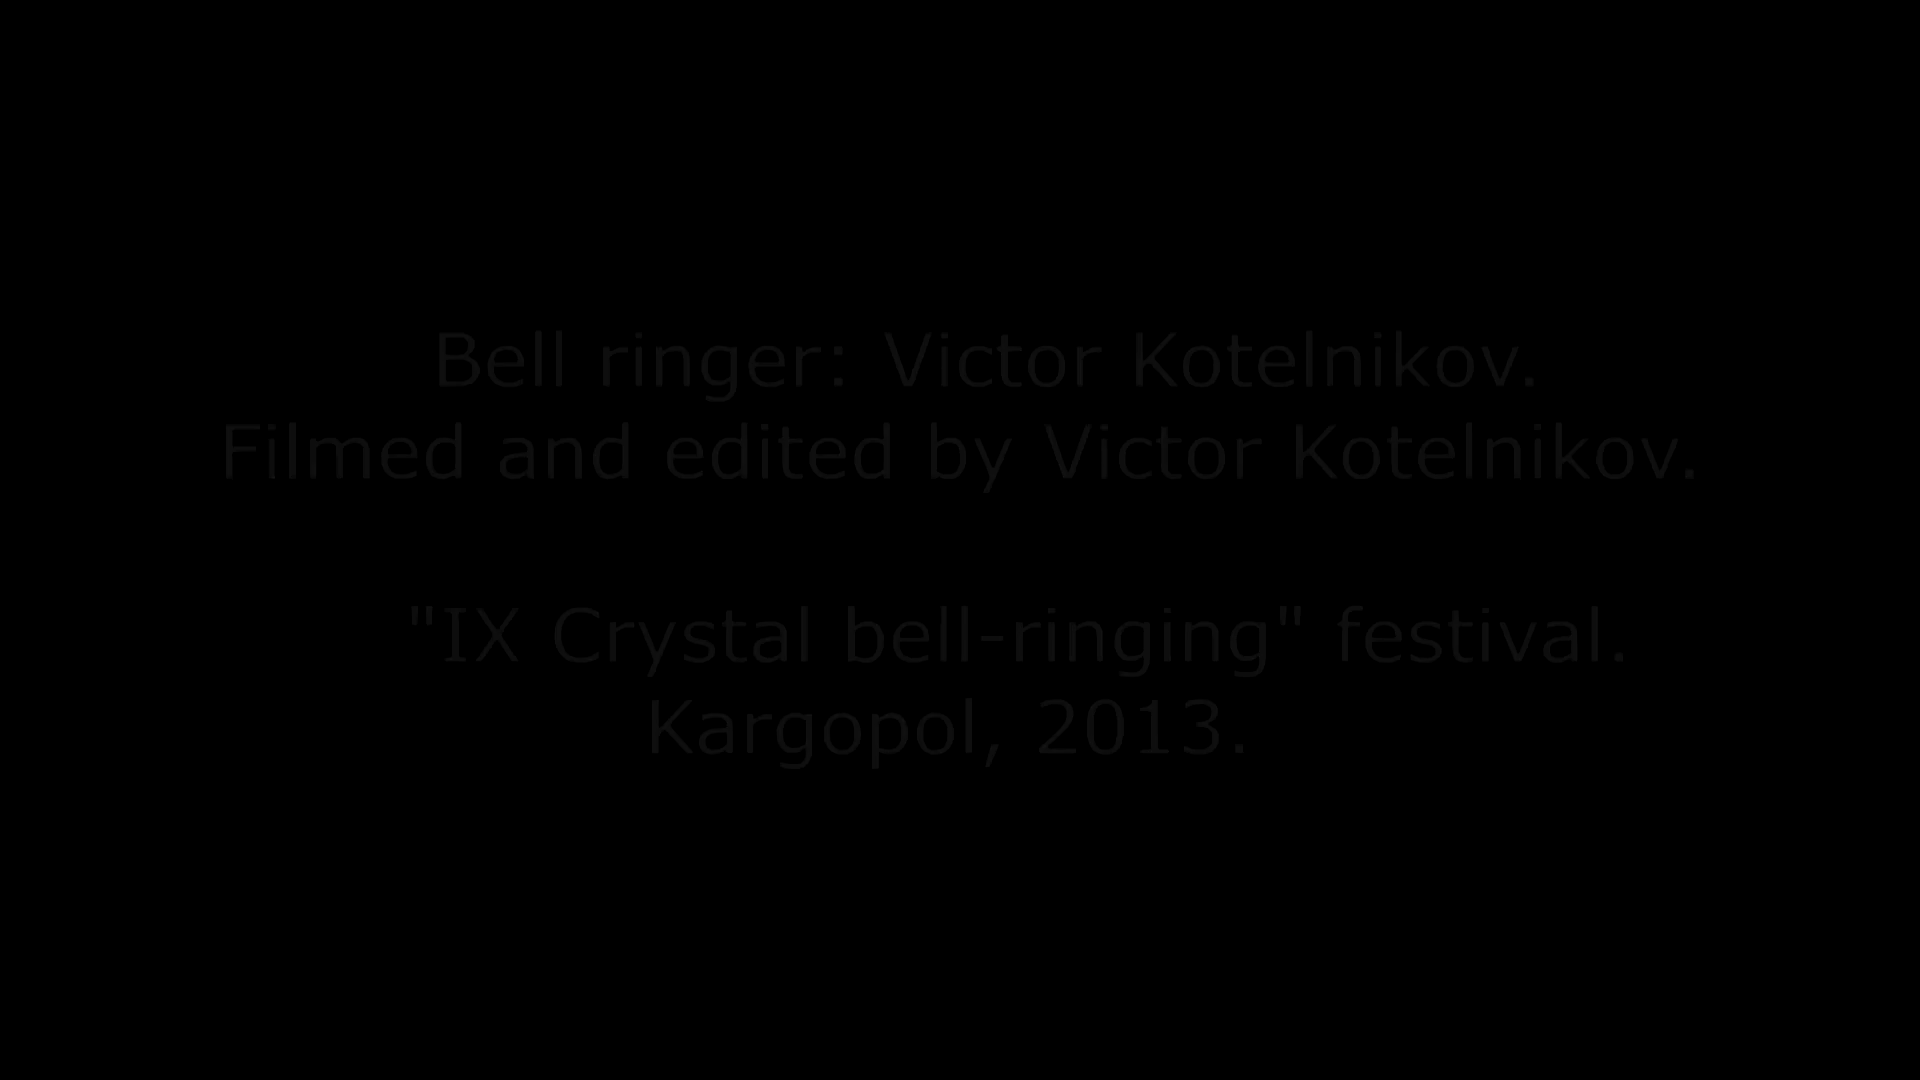 Bell ringer: Victor Kotelnikov.
Filmed and edited by Victor Kotelnikov.
"IX Crystal bell-ringing" festival.
Kargopol, 2013.